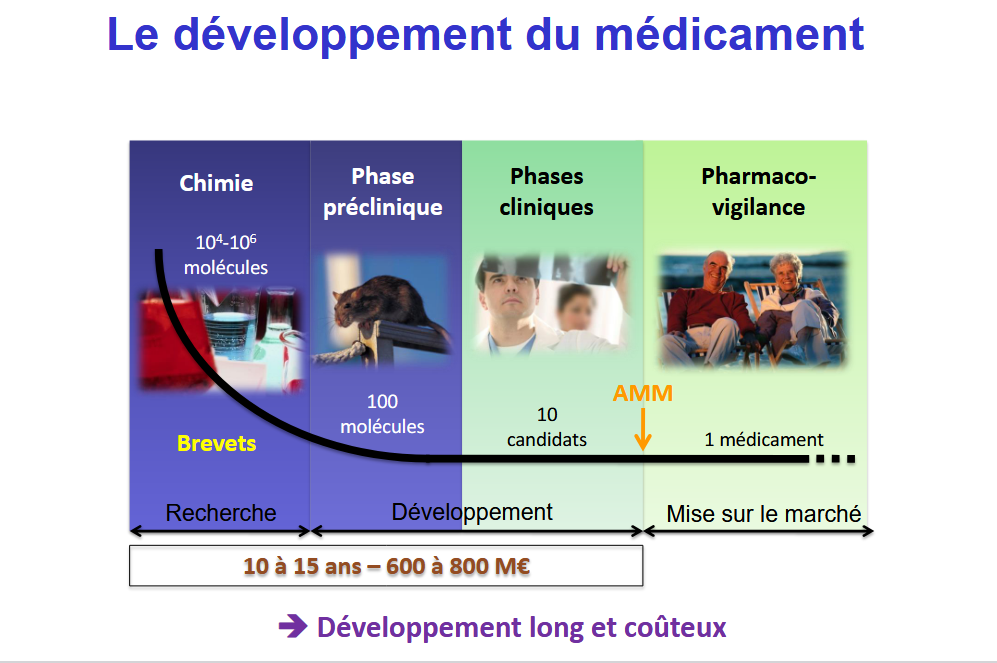 Le développement du médicament
Chimie
10⁴-10⁶
molécules
Brevets
Phase
préclinique
100
molécules
Phases
cliniques
10
candidats
AMM
Pharmaco-
vigilance
1 médicament
Recherche
Développement
Mise sur le marché
10 à 15 ans – 600 à 800 M€
➔ Développement long et coûteux